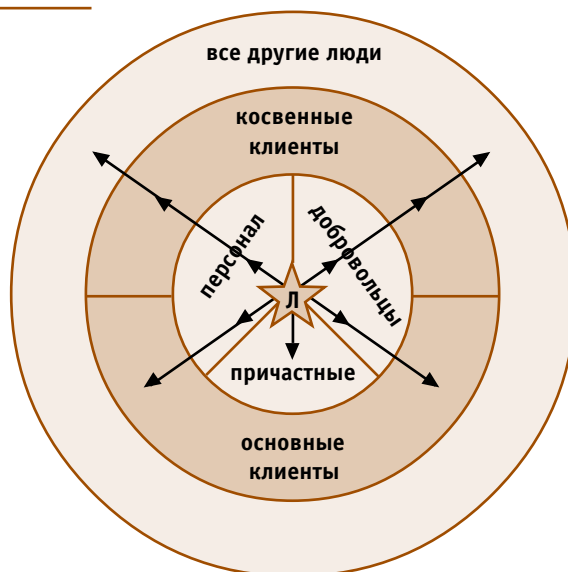 все другие люди
косвенные
клиенты
персонал
добровольцы
Л
причастные
основные
клиенты